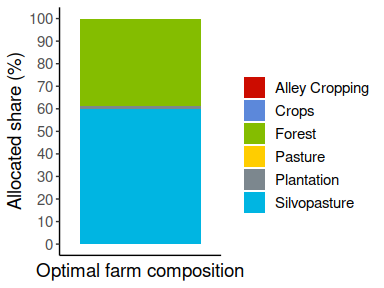 Allocated share (%)
100
90
80
70
60
50
40
30
20
10
0
Optimal farm composition
Alley Cropping
Crops
Forest
Pasture
Plantation
Silvopasture